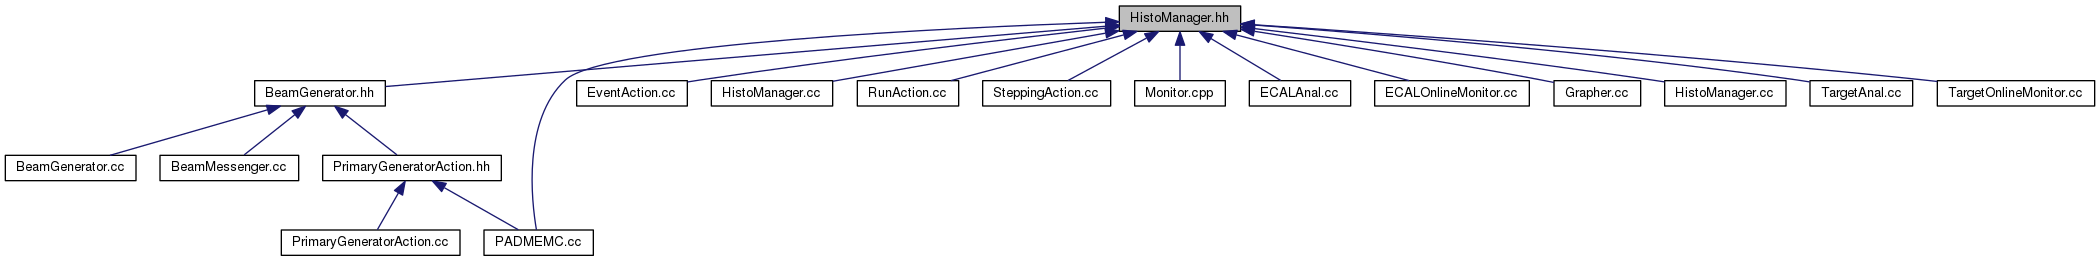 HistoManager.hh
BeamGenerator.hh
EventAction.cc
HistoManager.cc
RunAction.cc
SteppingAction.cc
Monitor.cpp
ECALAnal.cc
ECALOnlineMonitor.cc
Grapher.cc
HistoManager.cc
TargetAnal.cc
TargetOnlineMonitor.cc
BeamGenerator.cc
BeamMessenger.cc
PrimaryGeneratorAction.hh
PrimaryGeneratorAction.cc
PADMEMC.cc